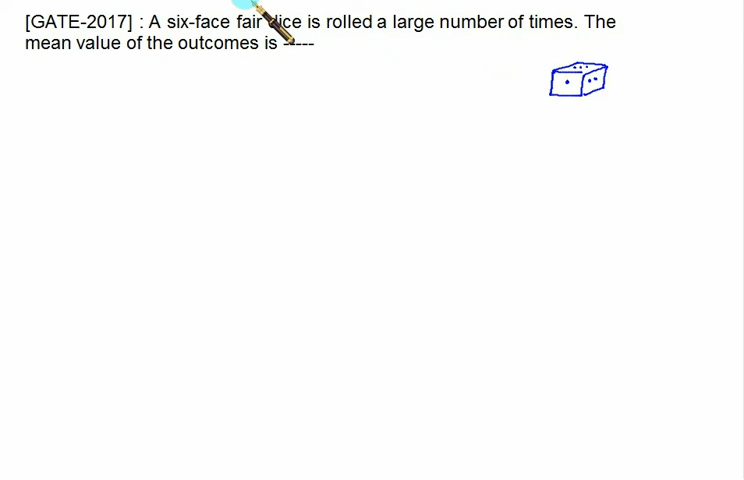 [GATE-2017] : A six-face fair dice is rolled a large number of times. The
mean value of the outcomes is -----